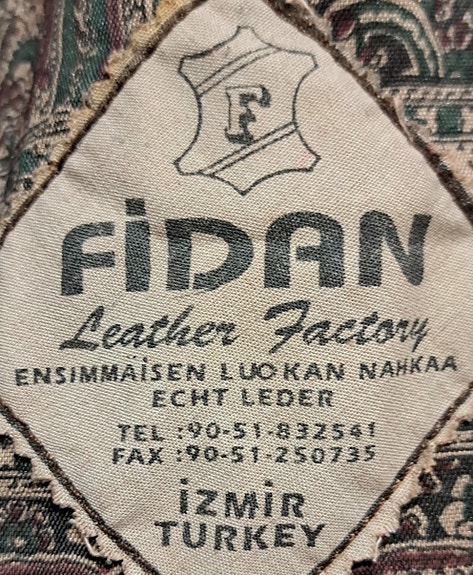 F
FİDAN
Leather Factory
ENSIMMÄISEN LUOKAN NAHKAA
ECHT LEDER
TEL :90-51-832541
FAX :90-51-250735
İZMİR
TURKEY